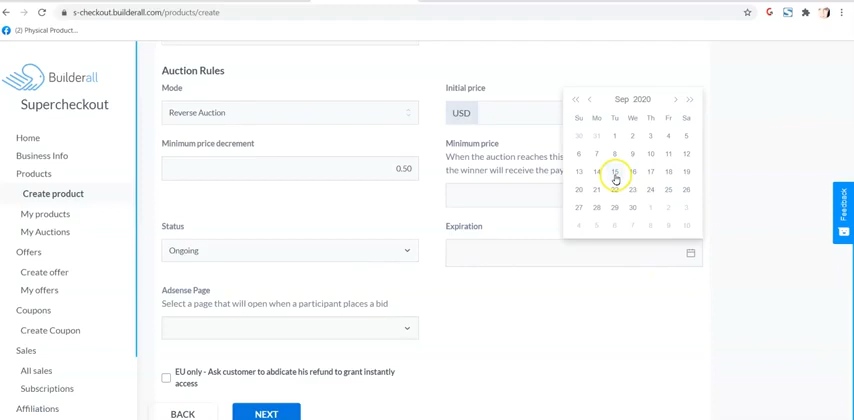 s-checkout.builderall.com/products/create
(2) Physical Product...
Builderall
Supercheckout
Home
Business Info
Products
Create product
My products
My Auctions
Offers
Create offer
My offers
Coupons
Create Coupon
Sales
All sales
Subscriptions
Affiliations
Auction Rules
Mode
Reverse Auction
Initial price
USD
Minimum price decrement
0.50
Minimum price
When the auction reaches this
the winner will receive the pay
Status
Ongoing
Expiration
Adsense Page
Select a page that will open when a participant places a bid
EU only - Ask customer to abdicate his refund to grant instantly
access
BACK
NEXT
Sep 2020
Su Mo Tu We Th Fr Sa
30 31 1 2 3 4 5
6 7 8 9 10 11 12
13 14 15 16 17 18 19
20 21 22 23 24 25 26
27 28 29 30 1 2 3
4 5 6 7 8 9 10
Feedback